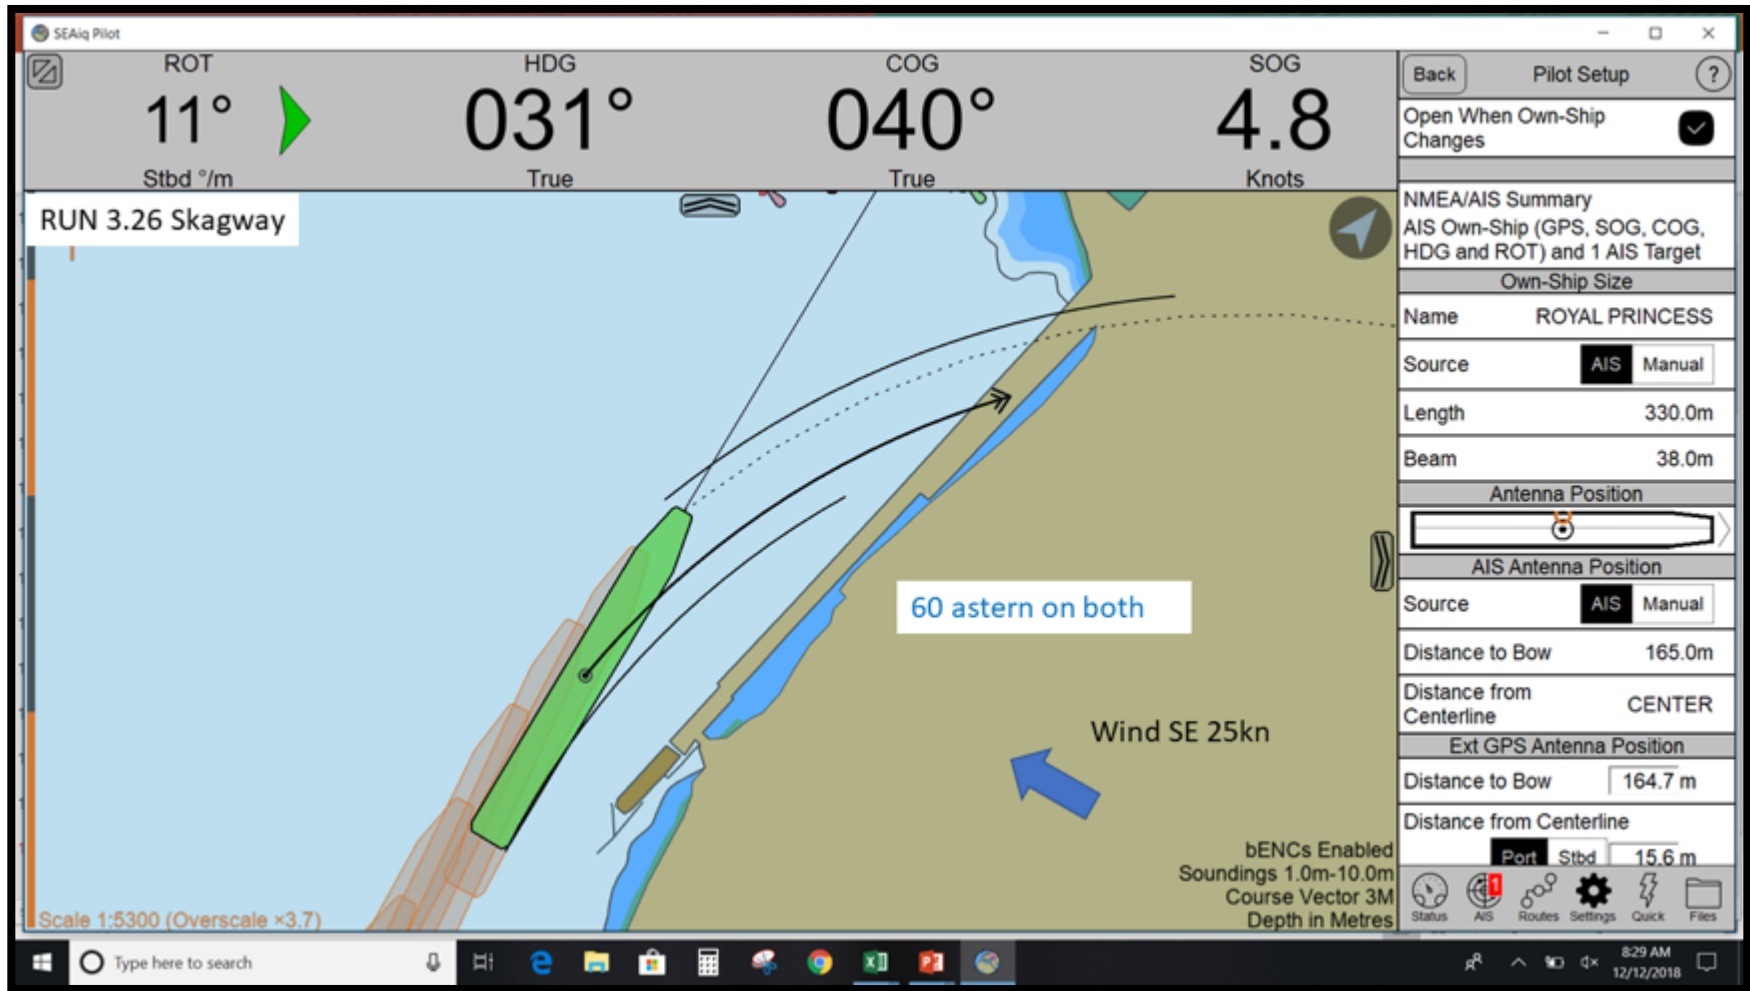 SEAiq Pilot
ROT
HDG
COG
SOG
11°
031°
040°
4.8
Stbd °/m
True
True
Knots
RUN 3.26 Skagway
60 astern on both
Wind SE 25kn
bENCs Enabled
Soundings 1.0m-10.0m
Course Vector 3M
Depth in Metres
Scale 1:5300 (Overscale ×3.7)
Back
Pilot Setup
?
Open When Own-Ship
Changes
NMEA/AIS Summary
AIS Own-Ship (GPS, SOG, COG,
HDG and ROT) and 1 AIS Target
Own-Ship Size
Name ROYAL PRINCESS
Source AIS Manual
Length 330.0m
Beam 38.0m
Antenna Position
AIS Antenna Position
Source AIS Manual
Distance to Bow 165.0m
Distance from
Centerline CENTER
Ext GPS Antenna Position
Distance to Bow 164.7 m
Distance from Centerline
Port Stbd 15.6 m
1
Status AIS Routes Settings Quick Files
Type here to search
8:29 AM
12/12/2018